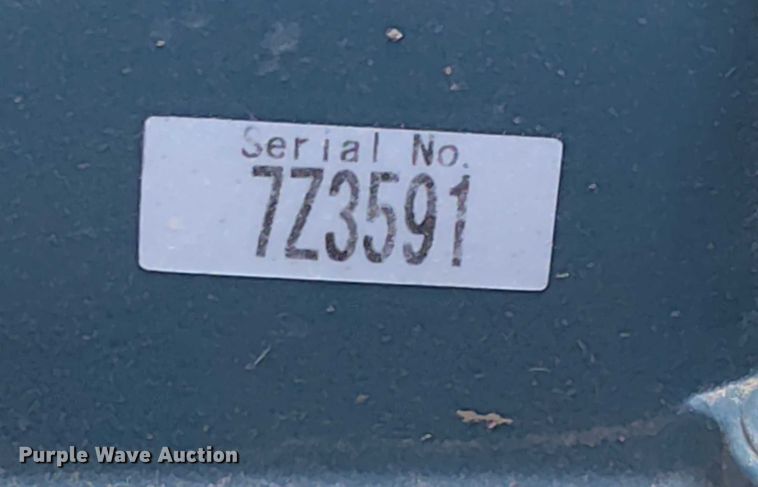 Serial No.
7Z3591
Purple Wave Auction